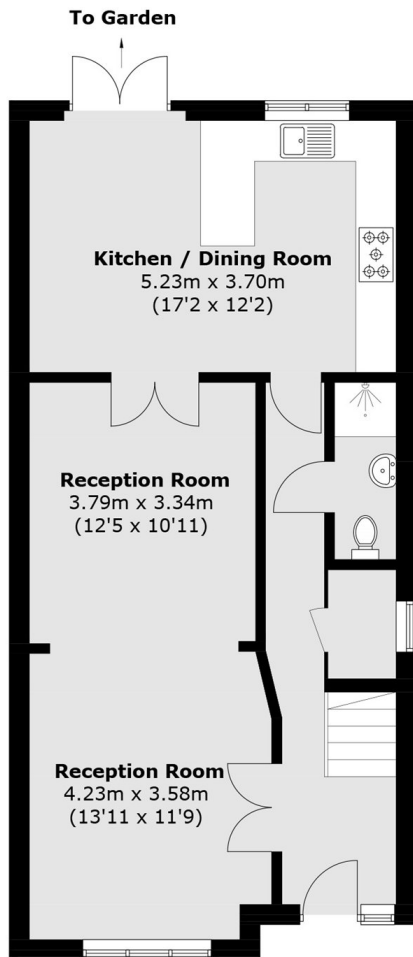 To Garden
Kitchen / Dining Room
5.23m x 3.70m
(17'2 x 12'2)
Reception Room
3.79m x 3.34m
(12'5 x 10'11)
Reception Room
4.23m x 3.58m
(13'11 x 11'9)